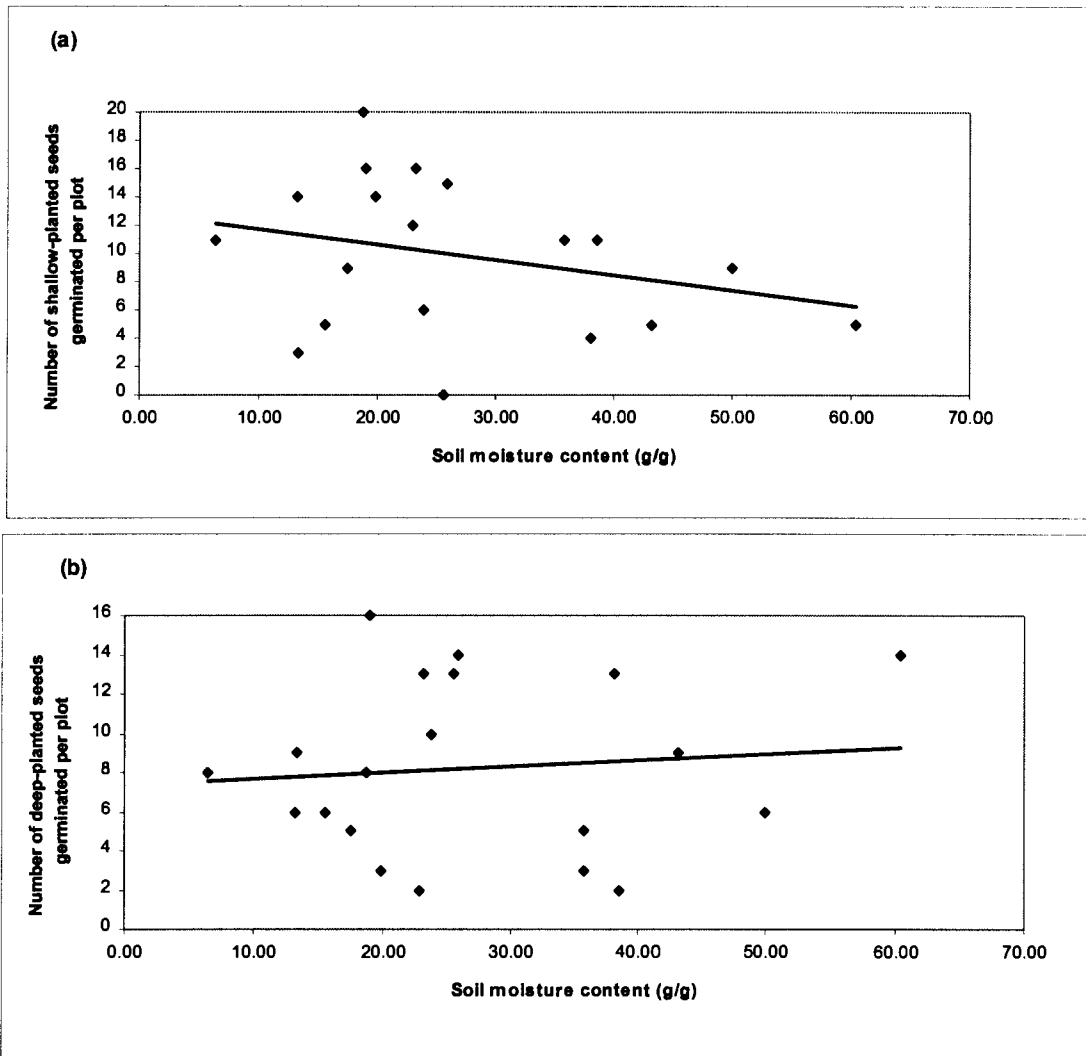 (a)
Number of shallow-planted seeds
germinated per plot
20
18
16
14
12
10
8
6
4
2
0
0.00 10.00 20.00 30.00 40.00 50.00 60.00 70.00
Soil moisture content (g/g)
(b)
Number of deep-planted seeds
germinated per plot
16
14
12
10
8
6
4
2
0
0.00 10.00 20.00 30.00 40.00 50.00 60.00 70.00
Soil moisture content (g/g)